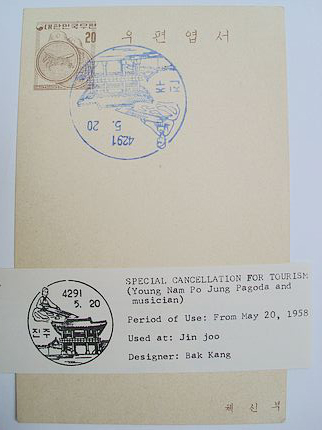 대한민국우표
20
우편엽서
진주
4291
5. 20
SPECIAL CANCELLATION FOR TOURISM
(Young Nam Po Jung Pagoda and
musician)
Period of Use: From May 20, 1958
Used at: Jin joo
Designer: Bak Kang
4291
5. 20
진주
체신부